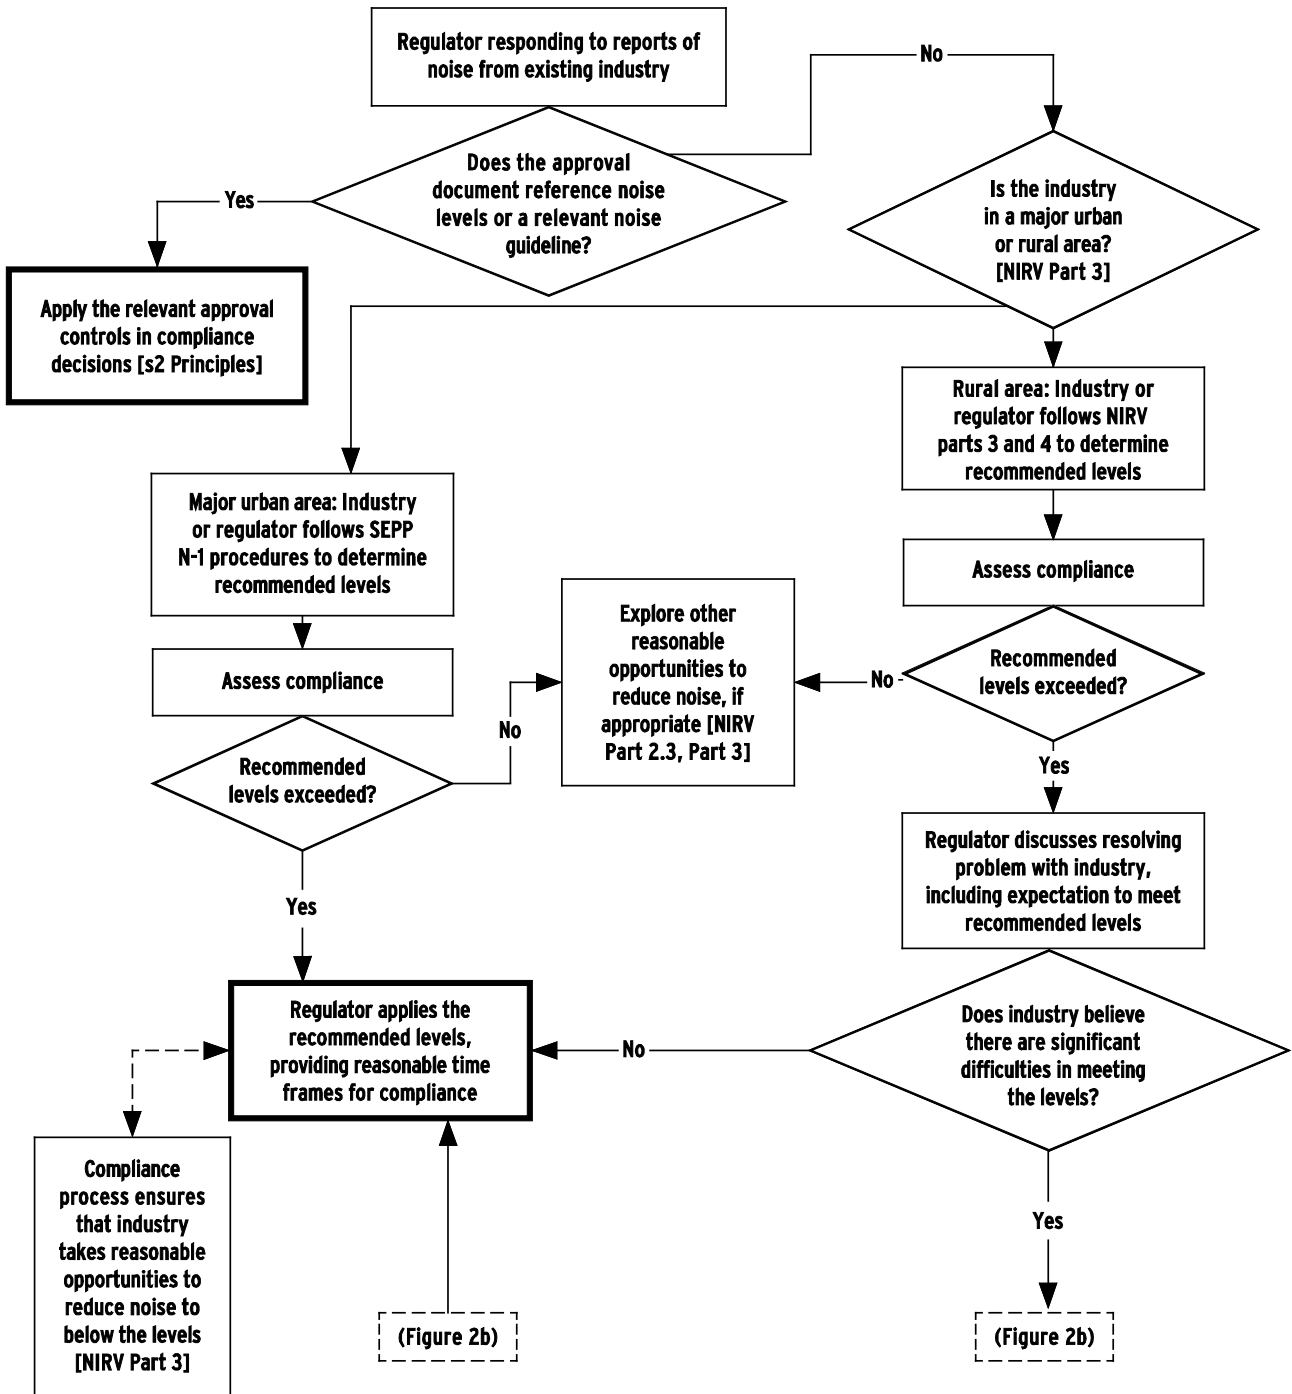 Regulator responding to reports of
noise from existing industry
No
Does the approval
document reference noise
levels or a relevant noise
guideline?
Yes
Is the industry
in a major urban
or rural area?
[NIRV Part 3]
Apply the relevant approval
controls in compliance
decisions [s2 Principles]
Rural area: Industry or
regulator follows NIRV
parts 3 and 4 to determine
recommended levels
Major urban area: Industry
or regulator follows SEPP
N-1 procedures to determine
recommended levels
Assess compliance
Explore other
reasonable
opportunities to
reduce noise, if
appropriate [NIRV
Part 2.3, Part 3]
Assess compliance
Recommended
levels exceeded?
No
No
Recommended
levels exceeded?
Yes
Yes
Regulator discusses resolving
problem with industry,
including expectation to meet
recommended levels
Regulator applies the
recommended levels,
providing reasonable time
frames for compliance
No
Does industry believe
there are significant
difficulties in meeting
the levels?
Compliance
process ensures
that industry
takes reasonable
opportunities to
reduce noise to
below the levels
[NIRV Part 3]
Yes
(Figure 2b)
(Figure 2b)